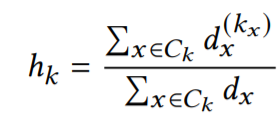 h_k = \frac{\sum_{x \in C_k} d_x^{(k_x)}}{\sum_{x \in C_k} d_x}